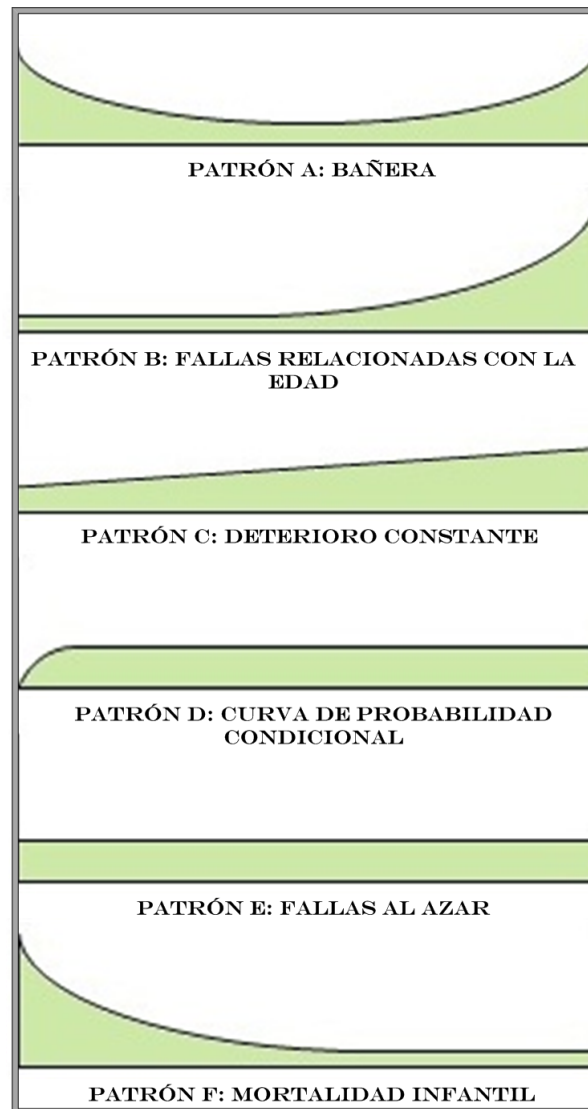 PATRÓN A: BAÑERA
PATRÓN B: FALLAS RELACIONADAS CON LA
EDAD
PATRÓN C: DETERIORO CONSTANTE
PATRÓN D: CURVA DE PROBABILIDAD
CONDICIONAL
PATRÓN E: FALLAS AL AZAR
PATRÓN F: MORTALIDAD INFANTIL